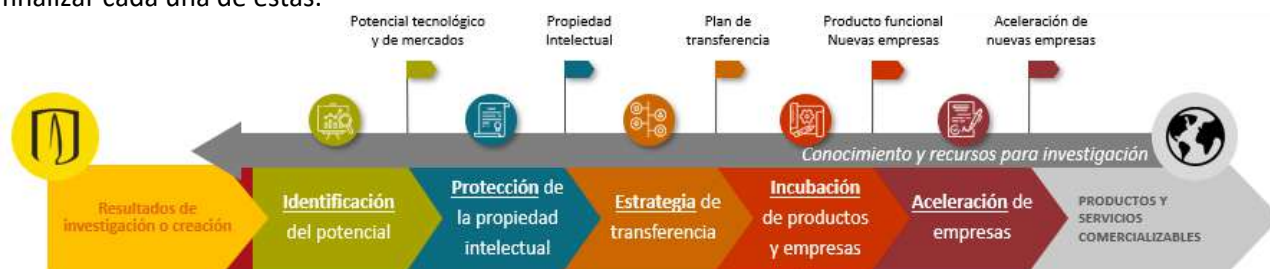 finalizar cada una de estas:
Potencial tecnológico
y de mercados
Propiedad
Intelectual
Plan de
transferencia
Producto funcional
Nuevas empresas
Aceleración de
nuevas empresas
Conocimiento y recursos para investigación
Resultados de
investigación o creación
Identificación
del potencial
Protección de
la propiedad
intelectual
Estrategia de
transferencia
Incubación
de productos
y empresas
Aceleración de
empresas
PRODUCTOS Y
SERVICIOS
COMERCIALIZABLES